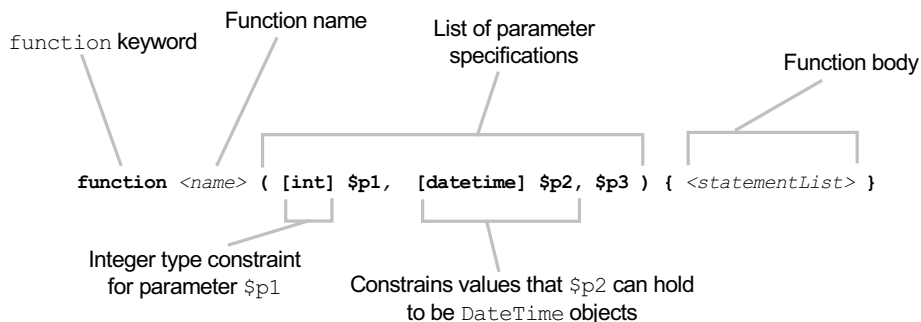 Function name
function keyword
List of parameter
specifications
Function body
function <name> ( [int] $p1, [datetime] $p2, $p3 ) { <statementList> }
Integer type constraint
for parameter $p1
Constrains values that $p2 can hold
to be DateTime objects